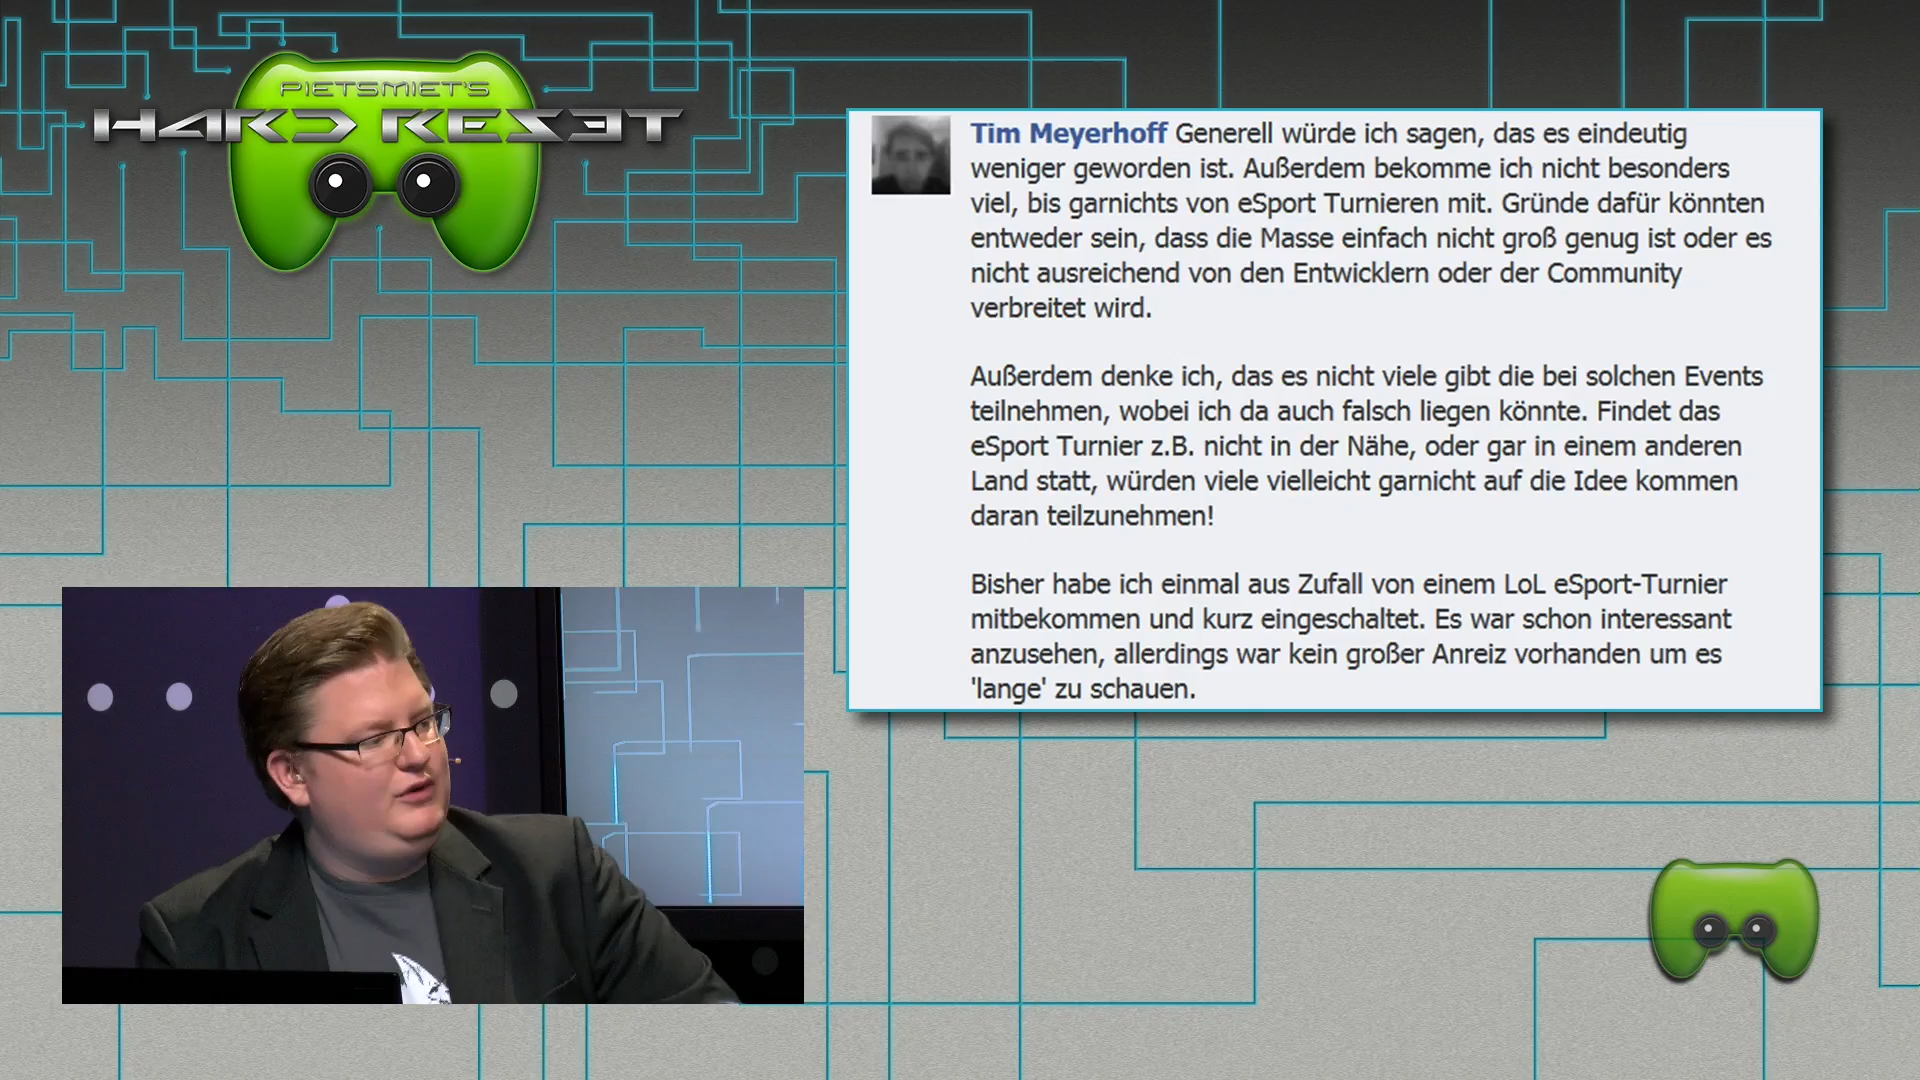 PIETSMIET'S
HARD RESET
Tim Meyerhoff Generell würde ich sagen, das es eindeutig
weniger geworden ist. Außerdem bekomme ich nicht besonders
viel, bis garnichts von eSport Turnieren mit. Gründe dafür könnten
entweder sein, dass die Masse einfach nicht groß genug ist oder es
nicht ausreichend von den Entwicklern oder der Community
verbreitet wird.
Außerdem denke ich, das es nicht viele gibt die bei solchen Events
teilnehmen, wobei ich da auch falsch liegen könnte. Findet das
eSport Turnier z.B. nicht in der Nähe, oder gar in einem anderen
Land statt, würden viele vielleicht garnicht auf die Idee kommen
daran teilzunehmen!
Bisher habe ich einmal aus Zufall von einem LoL eSport-Turnier
mitbekommen und kurz eingeschaltet. Es war schon interessant
anzusehen, allerdings war kein großer Anreiz vorhanden um es
'lange' zu schauen.